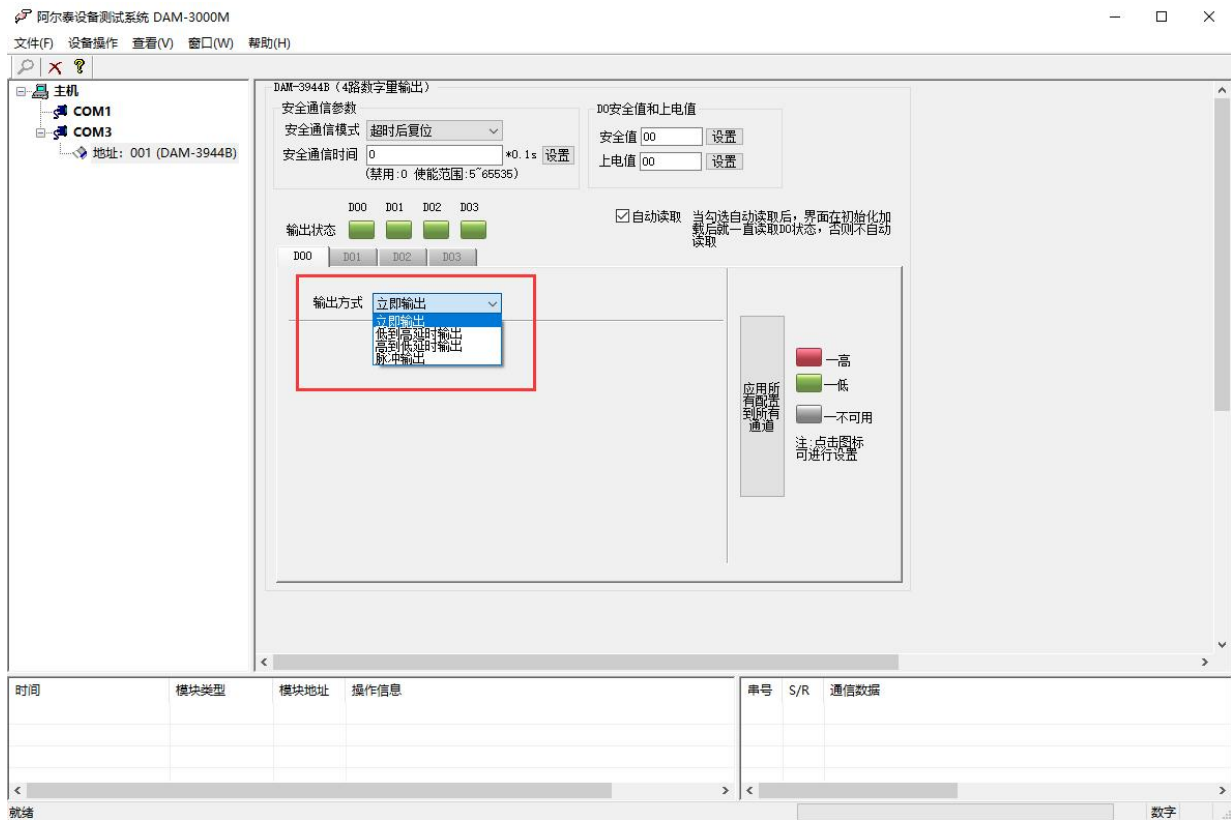 阿尔泰设备测试系统 DAM-3000M
文件(F) 设备操作 查看(V) 窗口(W) 帮助(H)
主机
COM1
COM3
地址：001 (DAM-3944B)
DAM-3944B（4路数字里输出）
安全通信参数
安全通信模式 超时后复位
安全通信时间 0 *0.1s 设置
(禁用:0 使能范围:5~65535)
DO安全值和上电值
安全值 00 设置
上电值 00 设置
DO0 DO1 DO2 DO3
输出状态
自动读取 当勾选自动读取后，界面在初始化加
载后就一直读取DO状态，否则不自动
读取
DO0 DO1 DO2 DO3
输出方式 立即输出
立即输出
低到高延时输出
高到低延时输出
脉冲输出
应用所
有配置
到所有
通道
—高
—低
—不可用
注:点击图标
可进行设置
时间 模块类型 模块地址 操作信息
串号 S/R 通信数据
就绪
数字